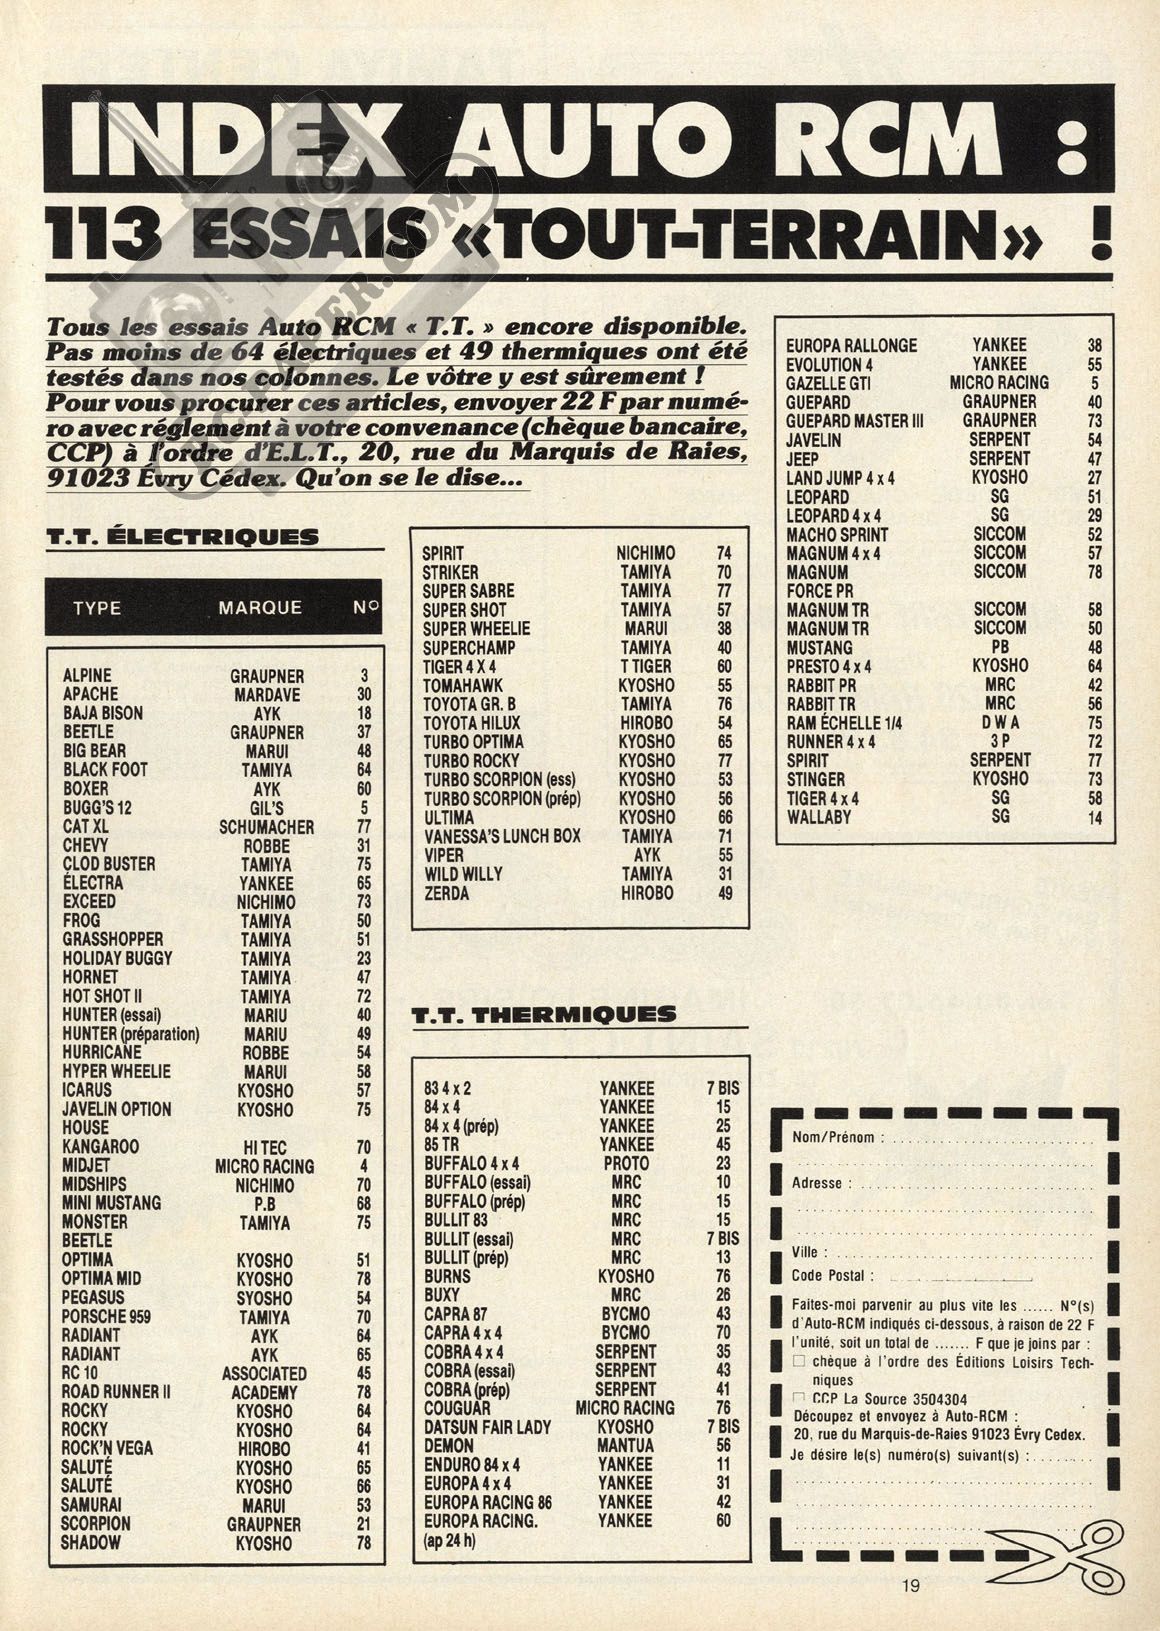 INDEX AUTO RCM :
113 ESSAIS «TOUT-TERRAIN» !
RC-PAPER.COM
Tous les essais Auto RCM « T.T. » encore disponible.
Pas moins de 64 électriques et 49 thermiques ont été
testés dans nos colonnes. Le vôtre y est sûrement !
Pour vous procurer ces articles, envoyer 22 F par numé-
ro avec réglement à votre convenance (chèque bancaire,
CCP) à l'ordre d'E.L.T., 20, rue du Marquis de Raies,
91023 Évry Cédex. Qu'on se le dise...
T.T. ÉLECTRIQUES
TYPE MARQUE Nº
ALPINE GRAUPNER 3
APACHE MARDAVE 30
BAJA BISON AYK 18
BEETLE GRAUPNER 37
BIG BEAR MARUI 48
BLACK FOOT TAMIYA 64
BOXER AYK 60
BUGG'S 12 GIL'S 5
CAT XL SCHUMACHER 77
CHEVY ROBBE 31
CLOD BUSTER TAMIYA 75
ÉLECTRA YANKEE 65
EXCEED NICHIMO 73
FROG TAMIYA 50
GRASSHOPPER TAMIYA 51
HOLIDAY BUGGY TAMIYA 23
HORNET TAMIYA 47
HOT SHOT II TAMIYA 72
HUNTER (essai) MARIU 40
HUNTER (préparation) MARIU 49
HURRICANE ROBBE 54
HYPER WHEELIE MARUI 58
ICARUS KYOSHO 57
JAVELIN OPTION KYOSHO 75
HOUSE
KANGAROO HI TEC 70
MIDJET MICRO RACING 4
MIDSHIPS NICHIMO 70
MINI MUSTANG P.B 68
MONSTER TAMIYA 75
BEETLE
OPTIMA KYOSHO 51
OPTIMA MID KYOSHO 78
PEGASUS SYOSHO 54
PORSCHE 959 TAMIYA 70
RADIANT AYK 64
RADIANT AYK 65
RC 10 ASSOCIATED 45
ROAD RUNNER II ACADEMY 78
ROCKY KYOSHO 64
ROCKY KYOSHO 64
ROCK'N VEGA HIROBO 41
SALUTÉ KYOSHO 65
SALUTÉ KYOSHO 66
SAMURAI MARUI 53
SCORPION GRAUPNER 21
SHADOW KYOSHO 78
SPIRIT NICHIMO 74
STRIKER TAMIYA 70
SUPER SABRE TAMIYA 77
SUPER SHOT TAMIYA 57
SUPER WHEELIE MARUI 38
SUPERCHAMP TAMIYA 40
TIGER 4 X 4 T TIGER 60
TOMAHAWK KYOSHO 55
TOYOTA GR. B TAMIYA 76
TOYOTA HILUX HIROBO 54
TURBO OPTIMA KYOSHO 65
TURBO ROCKY KYOSHO 77
TURBO SCORPION (ess) KYOSHO 53
TURBO SCORPION (prép) KYOSHO 56
ULTIMA KYOSHO 66
VANESSA'S LUNCH BOX TAMIYA 71
VIPER AYK 55
WILD WILLY TAMIYA 31
ZERDA HIROBO 49
T.T. THERMIQUES
83 4 x 2 YANKEE 7 BIS
84 x 4 YANKEE 15
84 x 4 (prép) YANKEE 25
85 TR YANKEE 45
BUFFALO 4 x 4 PROTO 23
BUFFALO (essai) MRC 10
BUFFALO (prép) MRC 15
BULLIT 83 MRC 15
BULLIT (essai) MRC 7 BIS
BULLIT (prép) MRC 13
BURNS KYOSHO 76
BUXY MRC 26
CAPRA 87 BYCMO 43
CAPRA 4 x 4 BYCMO 70
COBRA 4 x 4 SERPENT 35
COBRA (essai) SERPENT 43
COBRA (prép) SERPENT 41
COUGUAR MICRO RACING 76
DATSUN FAIR LADY KYOSHO 7 BIS
DEMON MANTUA 56
ENDURO 84 x 4 YANKEE 11
EUROPA 4 x 4 YANKEE 31
EUROPA RACING 86 YANKEE 42
EUROPA RACING. YANKEE 60
(ap 24 h)
EUROPA RALLONGE YANKEE 38
EVOLUTION 4 YANKEE 55
GAZELLE GTI MICRO RACING 5
GUEPARD GRAUPNER 40
GUEPARD MASTER III GRAUPNER 73
JAVELIN SERPENT 54
JEEP SERPENT 47
LAND JUMP 4 x 4 KYOSHO 27
LEOPARD SG 51
LEOPARD 4 x 4 SG 29
MACHO SPRINT SICCOM 52
MAGNUM 4 x 4 SICCOM 57
MAGNUM SICCOM 78
FORCE PR
MAGNUM TR SICCOM 58
MAGNUM TR SICCOM 50
MUSTANG PB 48
PRESTO 4 x 4 KYOSHO 64
RABBIT PR MRC 42
RABBIT TR MRC 56
RAM ÉCHELLE 1/4 D W A 75
RUNNER 4 x 4 3 P 72
SPIRIT SERPENT 77
STINGER KYOSHO 73
TIGER 4 x 4 SG 58
WALLABY SG 14
Nom/Prénom :
Adresse :
Ville :
Code Postal :
Faites-moi parvenir au plus vite les ...... N°(s)
d'Auto-RCM indiqués ci-dessous, à raison de 22 F
l'unité, soit un total de ....... F que je joins par :
☐ chèque à l'ordre des Éditions Loisirs Tech-
niques
☐ CCP La Source 3504304
Découpez et envoyez à Auto-RCM :
20, rue du Marquis-de-Raies 91023 Évry Cedex.
Je désire le(s) numéro(s) suivant(s) :
19